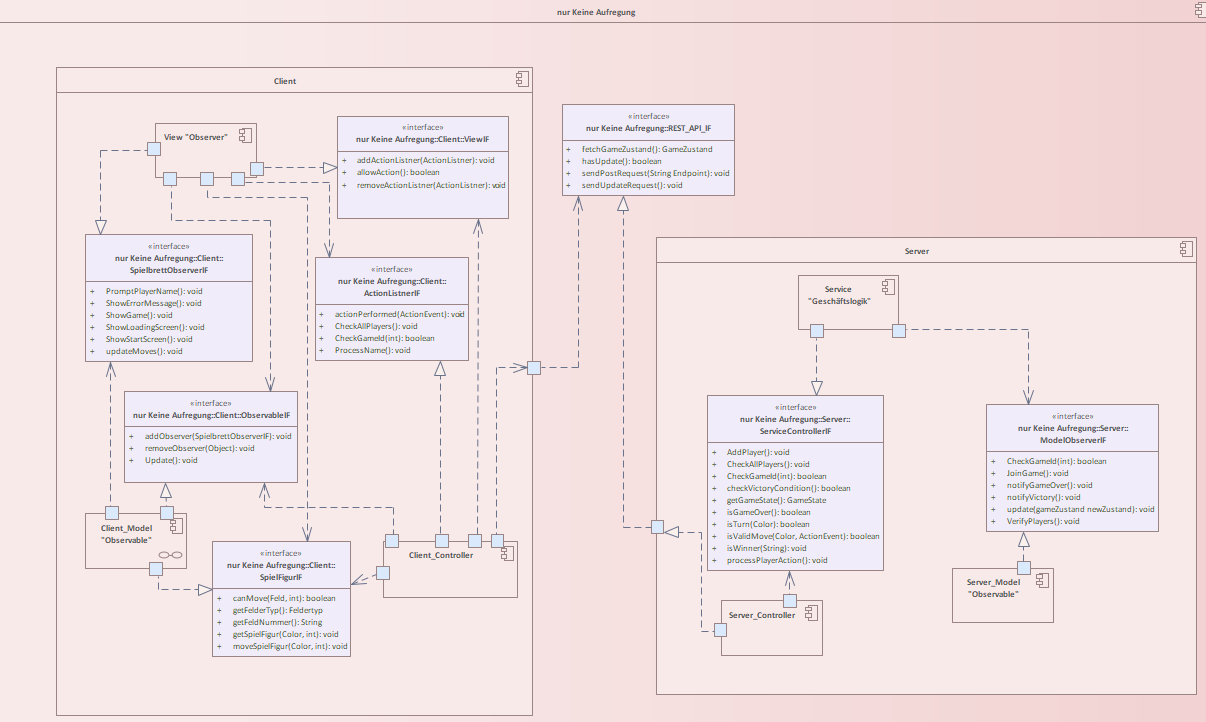 nur Keine Aufregung
Client
View "Observer"
«interface»
nur Keine Aufregung::Client::ViewIF
+ addActionListner(ActionListner): void
+ allowAction(): boolean
+ removeActionListner(ActionListner): void
«interface»
nur Keine Aufregung::REST_API_IF
+ fetchGameZustand(): GameZustand
+ hasUpdate(): boolean
+ sendPostRequest(String Endpoint): void
+ sendUpdateRequest(): void
«interface»
nur Keine Aufregung::Client::
SpielbrettObserverIF
+ PromptPlayerName(): void
+ ShowErrorMessage(): void
+ ShowGame(): void
+ ShowLoadingScreen(): void
+ ShowStartScreen(): void
+ updateMoves(): void
«interface»
nur Keine Aufregung::Client::
ActionListnerIF
+ actionPerformed(ActionEvent): void
+ CheckAllPlayers(): void
+ CheckGameId(int): boolean
+ ProcessName(): void
«interface»
nur Keine Aufregung::Client::ObservableIF
+ addObserver(SpielbrettObserverIF): void
+ removeObserver(Object): void
+ Update(): void
Client_Model
"Observable"
«interface»
nur Keine Aufregung::Client::
SpielFigurIF
+ canMove(Feld, int): boolean
+ getFelderTyp(): Feldertyp
+ getFeldNummer(): String
+ getSpielFigur(Color, int): void
+ moveSpielFigur(Color, int): void
Client_Controller
Server
Service
"Geschäftslogik"
«interface»
nur Keine Aufregung::Server::
ServiceControllerIF
+ AddPlayer(): void
+ CheckAllPlayers(): void
+ CheckGameId(int): boolean
+ checkVictoryCondition(): boolean
+ getGameState(): GameState
+ isGameOver(): boolean
+ isTurn(Color): boolean
+ isValidMove(Color, ActionEvent): boolean
+ isWinner(String): void
+ processPlayerAction(): void
«interface»
nur Keine Aufregung::Server::
ModelObserverIF
+ CheckGameId(int): boolean
+ JoinGame(): void
+ notifyGameOver(): void
+ notifyVictory(): void
+ update(gameZustand newZustand): void
+ VerifyPlayers(): void
Server_Controller
Server_Model
"Observable"